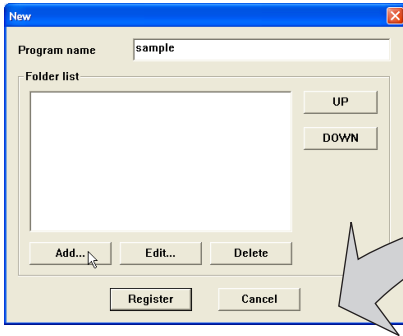 New
Program name sample
Folder list
UP
DOWN
Add... Edit... Delete
Register Cancel